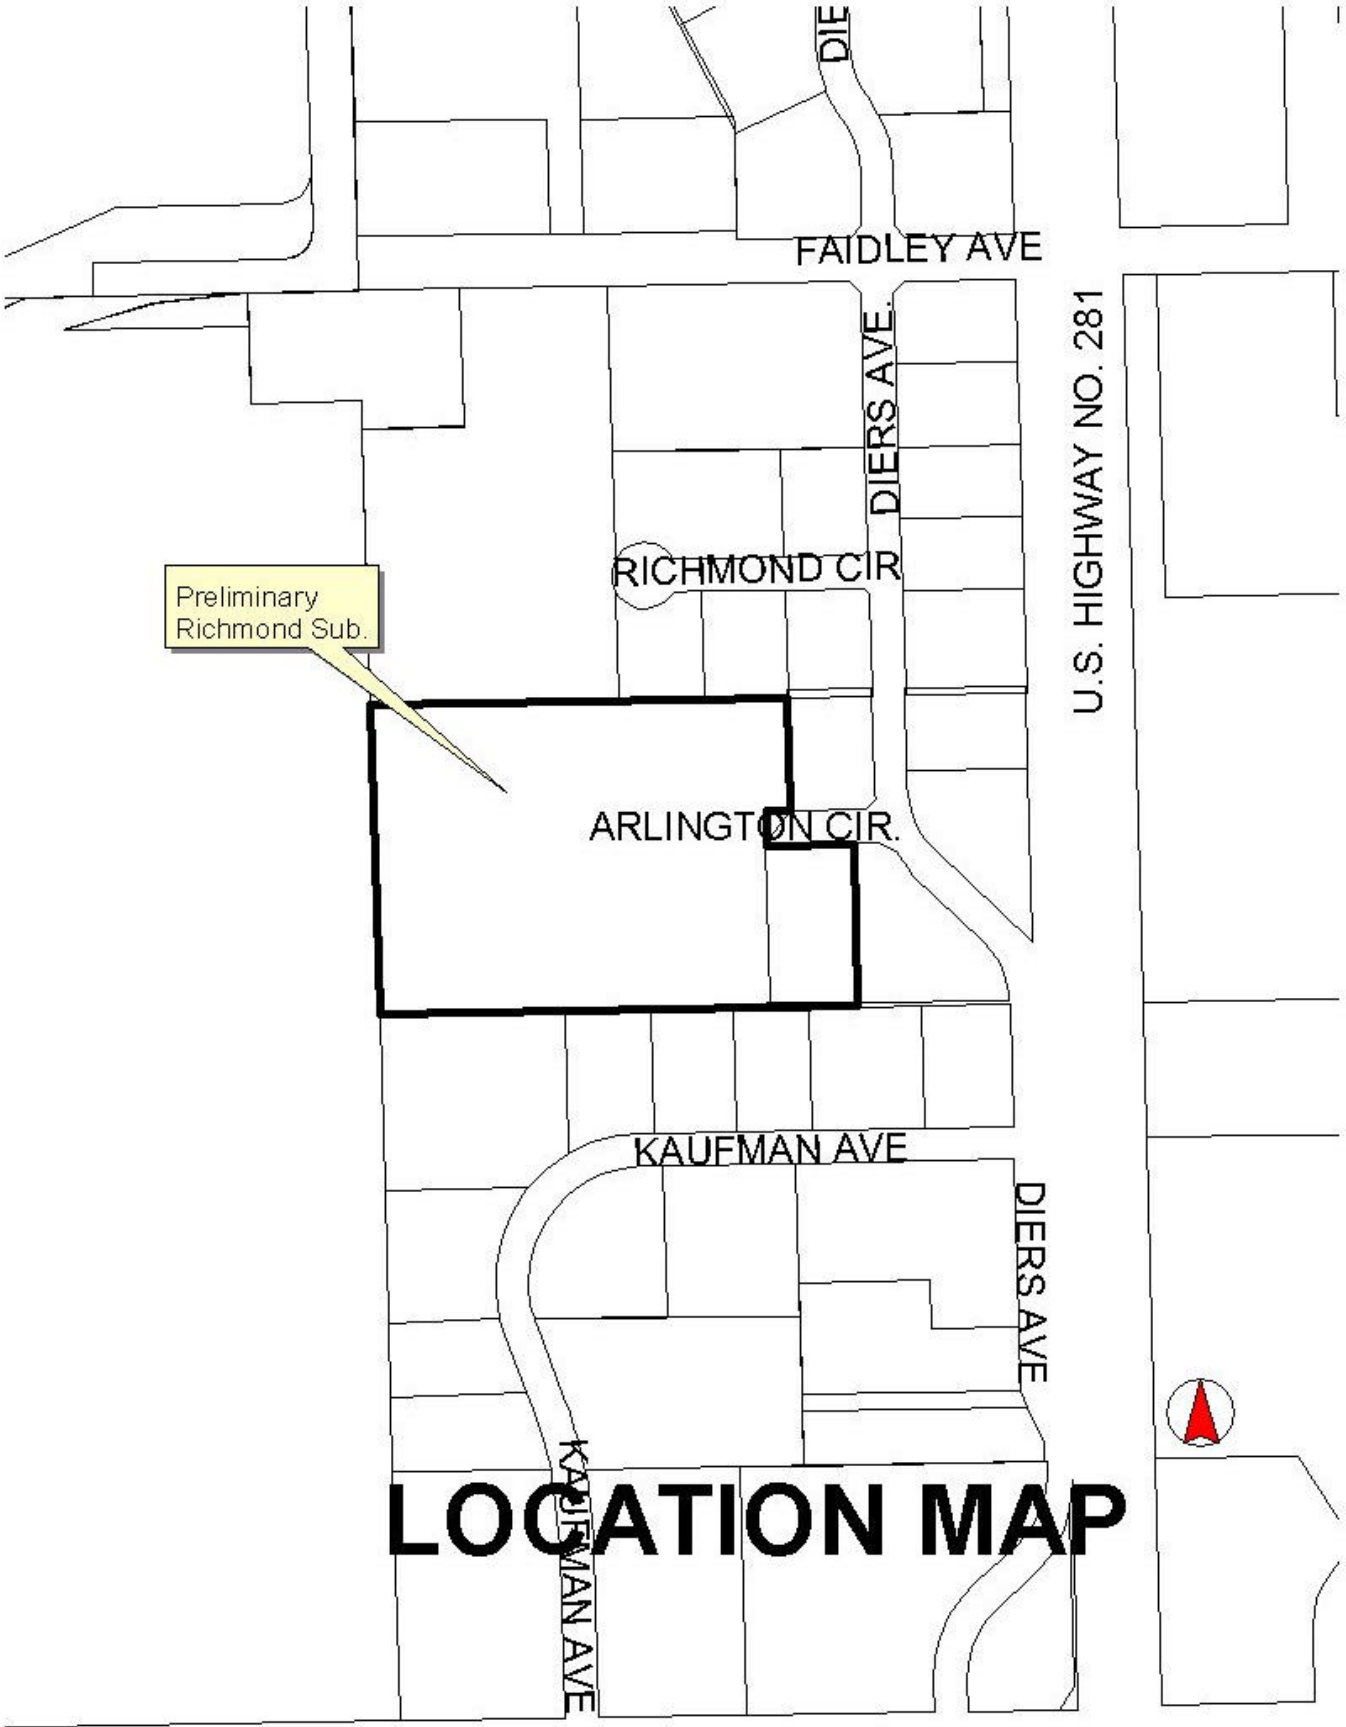 DIE
FAIDLEY AVE
U.S. HIGHWAY NO. 281
DIERS AVE.
RICHMOND CIR
Preliminary
Richmond Sub.
ARLINGTON CIR.
KAUFMAN AVE
DIERS AVE
KAUFMAN AVE
LOCATION MAP